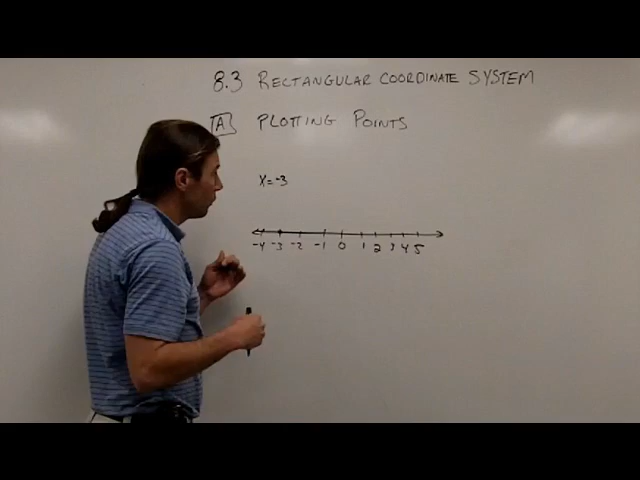 8.3 RECTANGULAR COORDINATE SYSTEM
A PLOTTING POINTS
x=-3
-4 -3 -2 -1 0 1 2 3 4 5